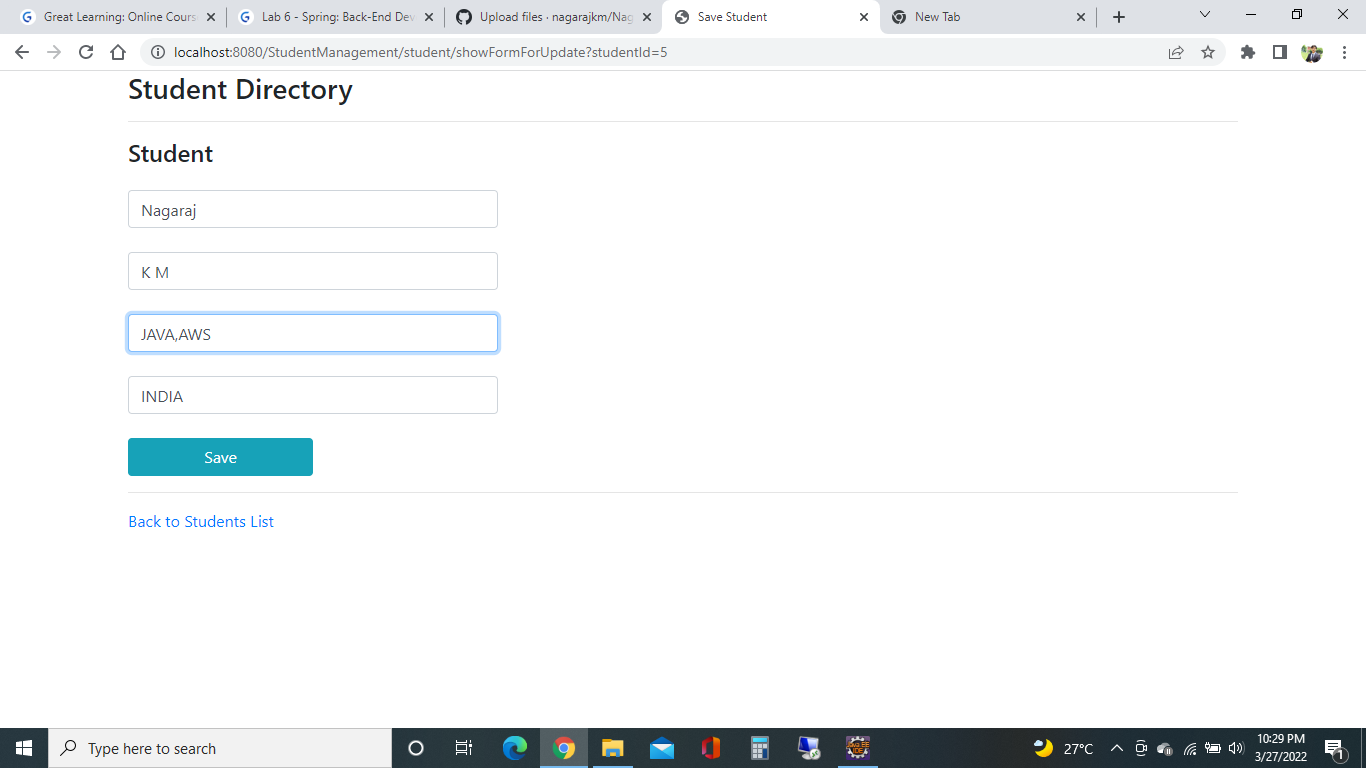 Great Learning: Online Cours
Lab 6 - Spring: Back-End Dev
Upload files · nagarajkm/Nag
Save Student
New Tab
localhost:8080/StudentManagement/student/showFormForUpdate?studentId=5
Student Directory
Student
Nagaraj
K M
JAVA,AWS
INDIA
Save
Back to Students List
Type here to search
27°C
10:29 PM
3/27/2022
1